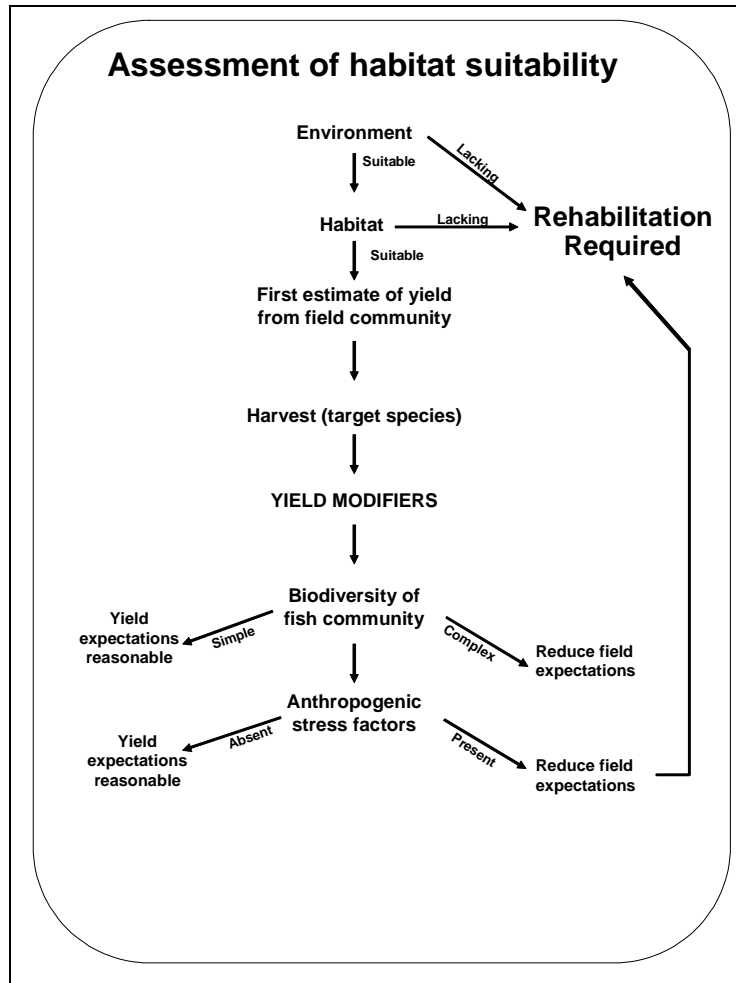 Assessment of habitat suitability
Environment
Suitable
Lacking
Habitat
Lacking
Rehabilitation
Required
Suitable
First estimate of yield
from field community
Harvest (target species)
YIELD MODIFIERS
Biodiversity of
fish community
Yield
expectations
reasonable
Simple
Complex
Reduce field
expectations
Anthropogenic
stress factors
Yield
expectations
reasonable
Absent
Present
Reduce field
expectations